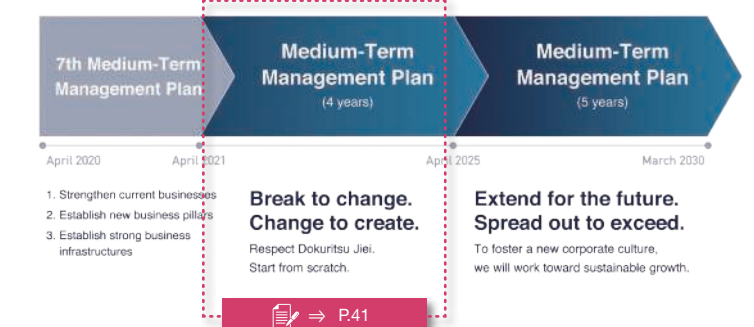 7th Medium-Term
Management Plan
Medium-Term
Management Plan
(4 years)
Medium-Term
Management Plan
(5 years)
April 2020
April 2021
April 2025
March 2030
1. Strengthen current businesses
2. Establish new business pillars
3. Establish strong business
infrastructures
Break to change.
Change to create.
Respect Dokuritsu Jiei.
Start from scratch.
Extend for the future.
Spread out to exceed.
To foster a new corporate culture,
we will work toward sustainable growth.
⇒ P.41